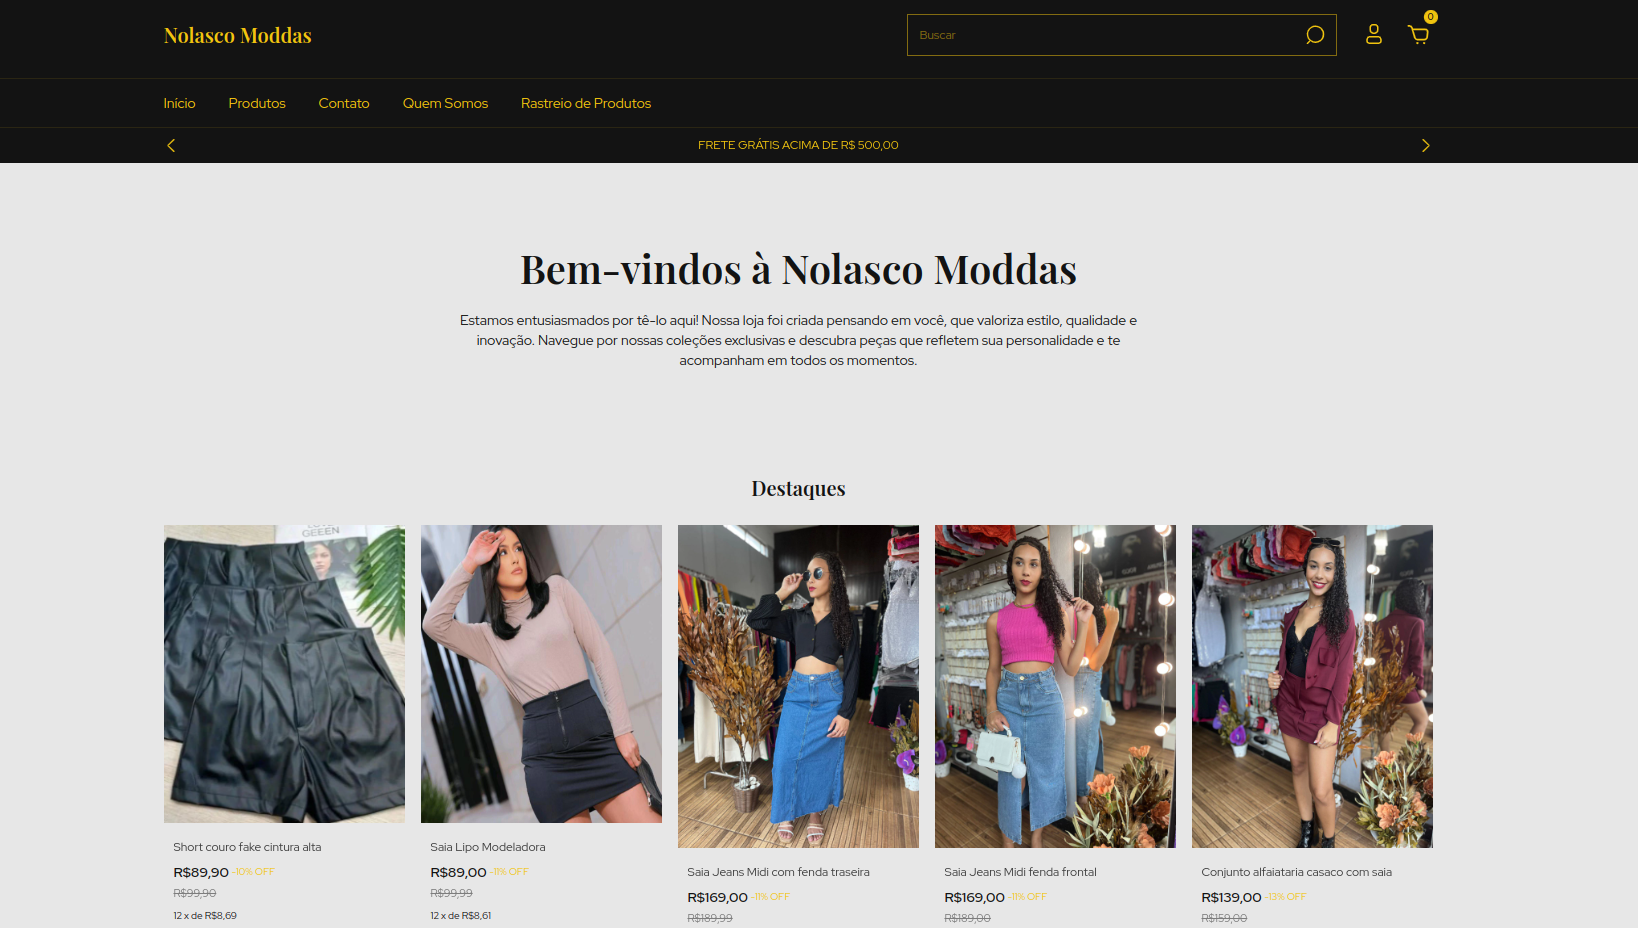 Nolasco Moddas
Buscar
0
Início
Produtos
Contato
Quem Somos
Rastreio de Produtos
FRETE GRÁTIS ACIMA DE R$ 500,00
Bem-vindos à Nolasco Moddas
Estamos entusiasmados por tê-lo aqui! Nossa loja foi criada pensando em você, que valoriza estilo, qualidade e
inovação. Navegue por nossas coleções exclusivas e descubra peças que refletem sua personalidade e te
acompanham em todos os momentos.
Destaques
GEEEN
Short couro fake cintura alta
R$89,90 -10% OFF
R$99,90
12 x de R$8,69
Saia Lipo Modeladora
R$89,00 -11% OFF
R$99,99
12 x de R$8,61
Saia Jeans Midi com fenda traseira
R$169,00 -11% OFF
R$189,99
Saia Jeans Midi fenda frontal
R$169,00 -11% OFF
R$189,00
Conjunto alfaiataria casaco com saia
R$139,00 -13% OFF
R$159,00